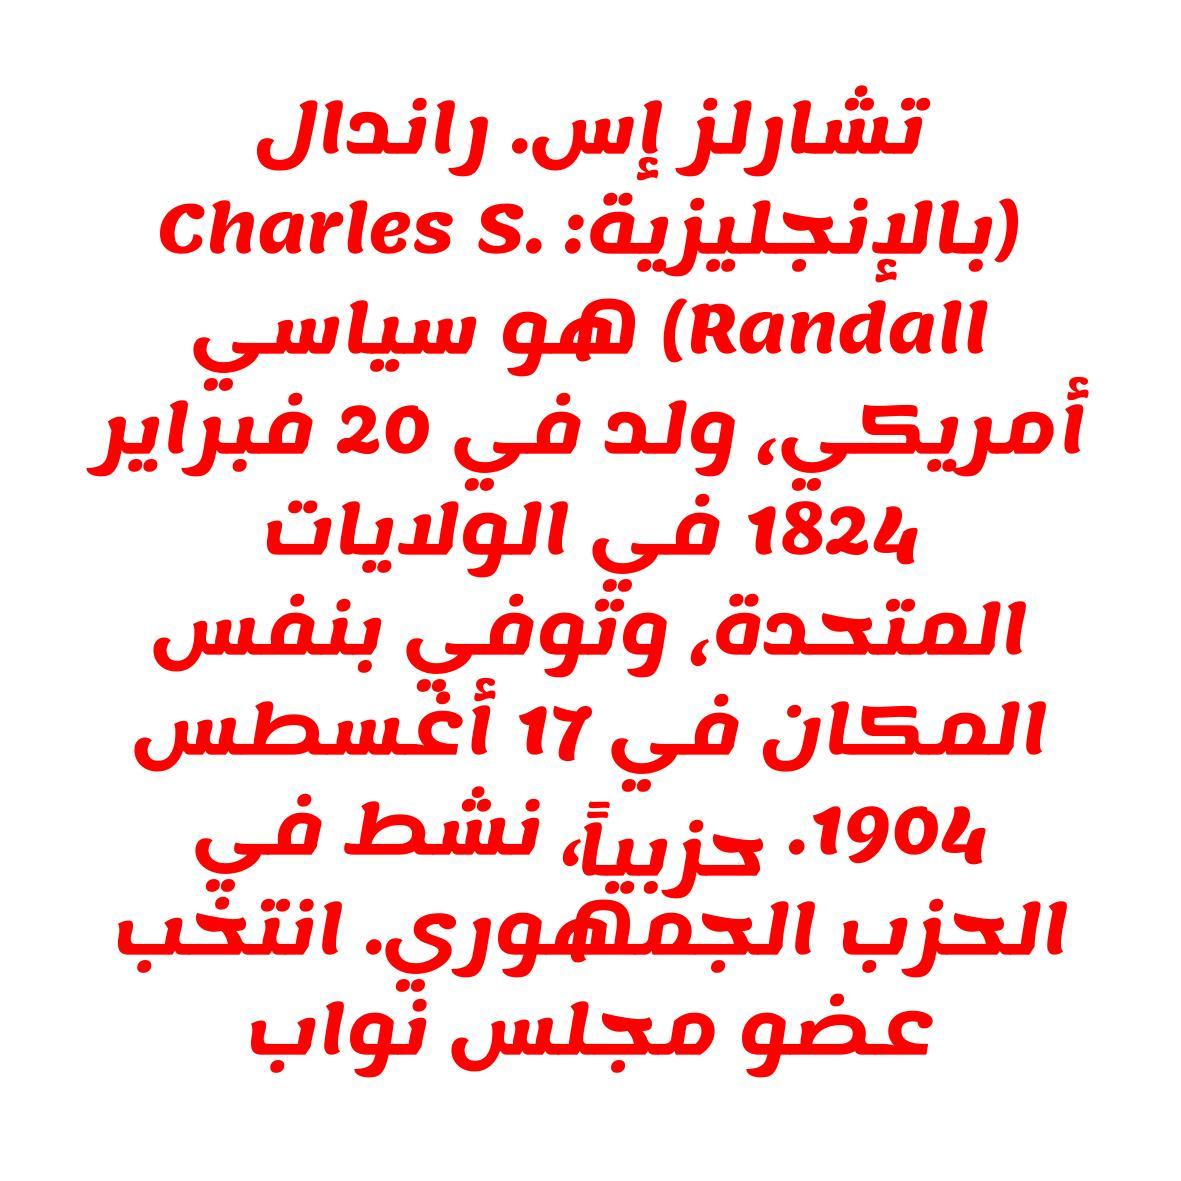 تشارلز إس. راندال
(بالإنجليزية: Charles S.
Randall) هو سياسي
أمريكي، ولد في 20 فبراير
1824 في الولايات
المتحدة، وتوفي بنفس
المكان في 17 أغسطس
1904. حزبياً، نشط في
الحزب الجمهوري. انتخب
عضو مجلس نواب